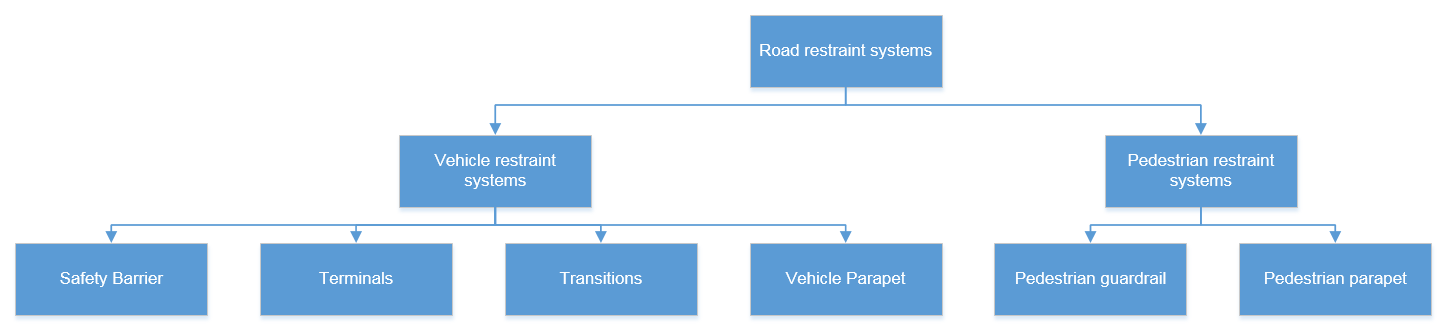 Road restraint systems
Vehicle restraint
systems
Pedestrian restraint
systems
Safety Barrier
Terminals
Transitions
Vehicle Parapet
Pedestrian guardrail
Pedestrian parapet